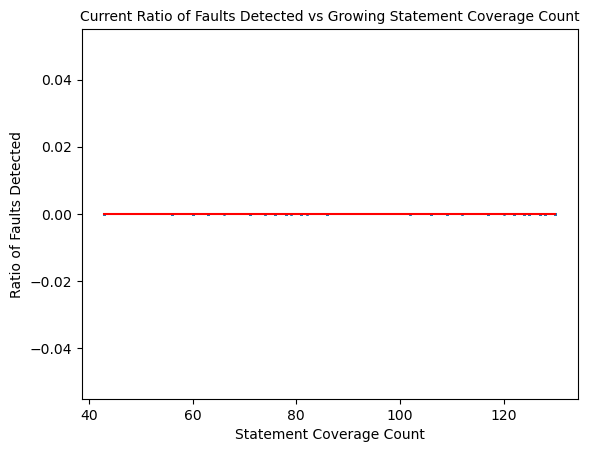 Current Ratio of Faults Detected vs Growing Statement Coverage Count
Ratio of Faults Detected
0.04
0.02
0.00
−0.02
−0.04
40 60 80 100 120
Statement Coverage Count